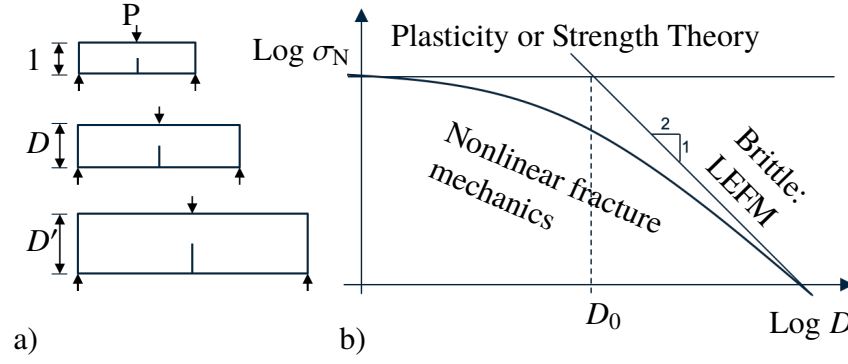 P
1
D
D′
a)
Log σN
Plasticity or Strength Theory
2
1
Nonlinear fracture
mechanics
Brittle:
LEFM
D0
Log D
b)